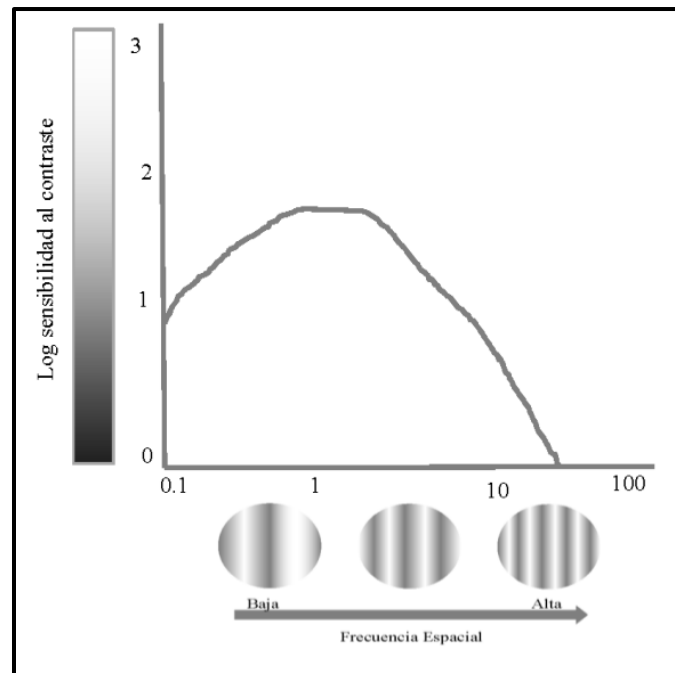 Log sensibilidad al contraste
3
2
1
0
0.1 1 10 100
Baja Alta
Frecuencia Espacial